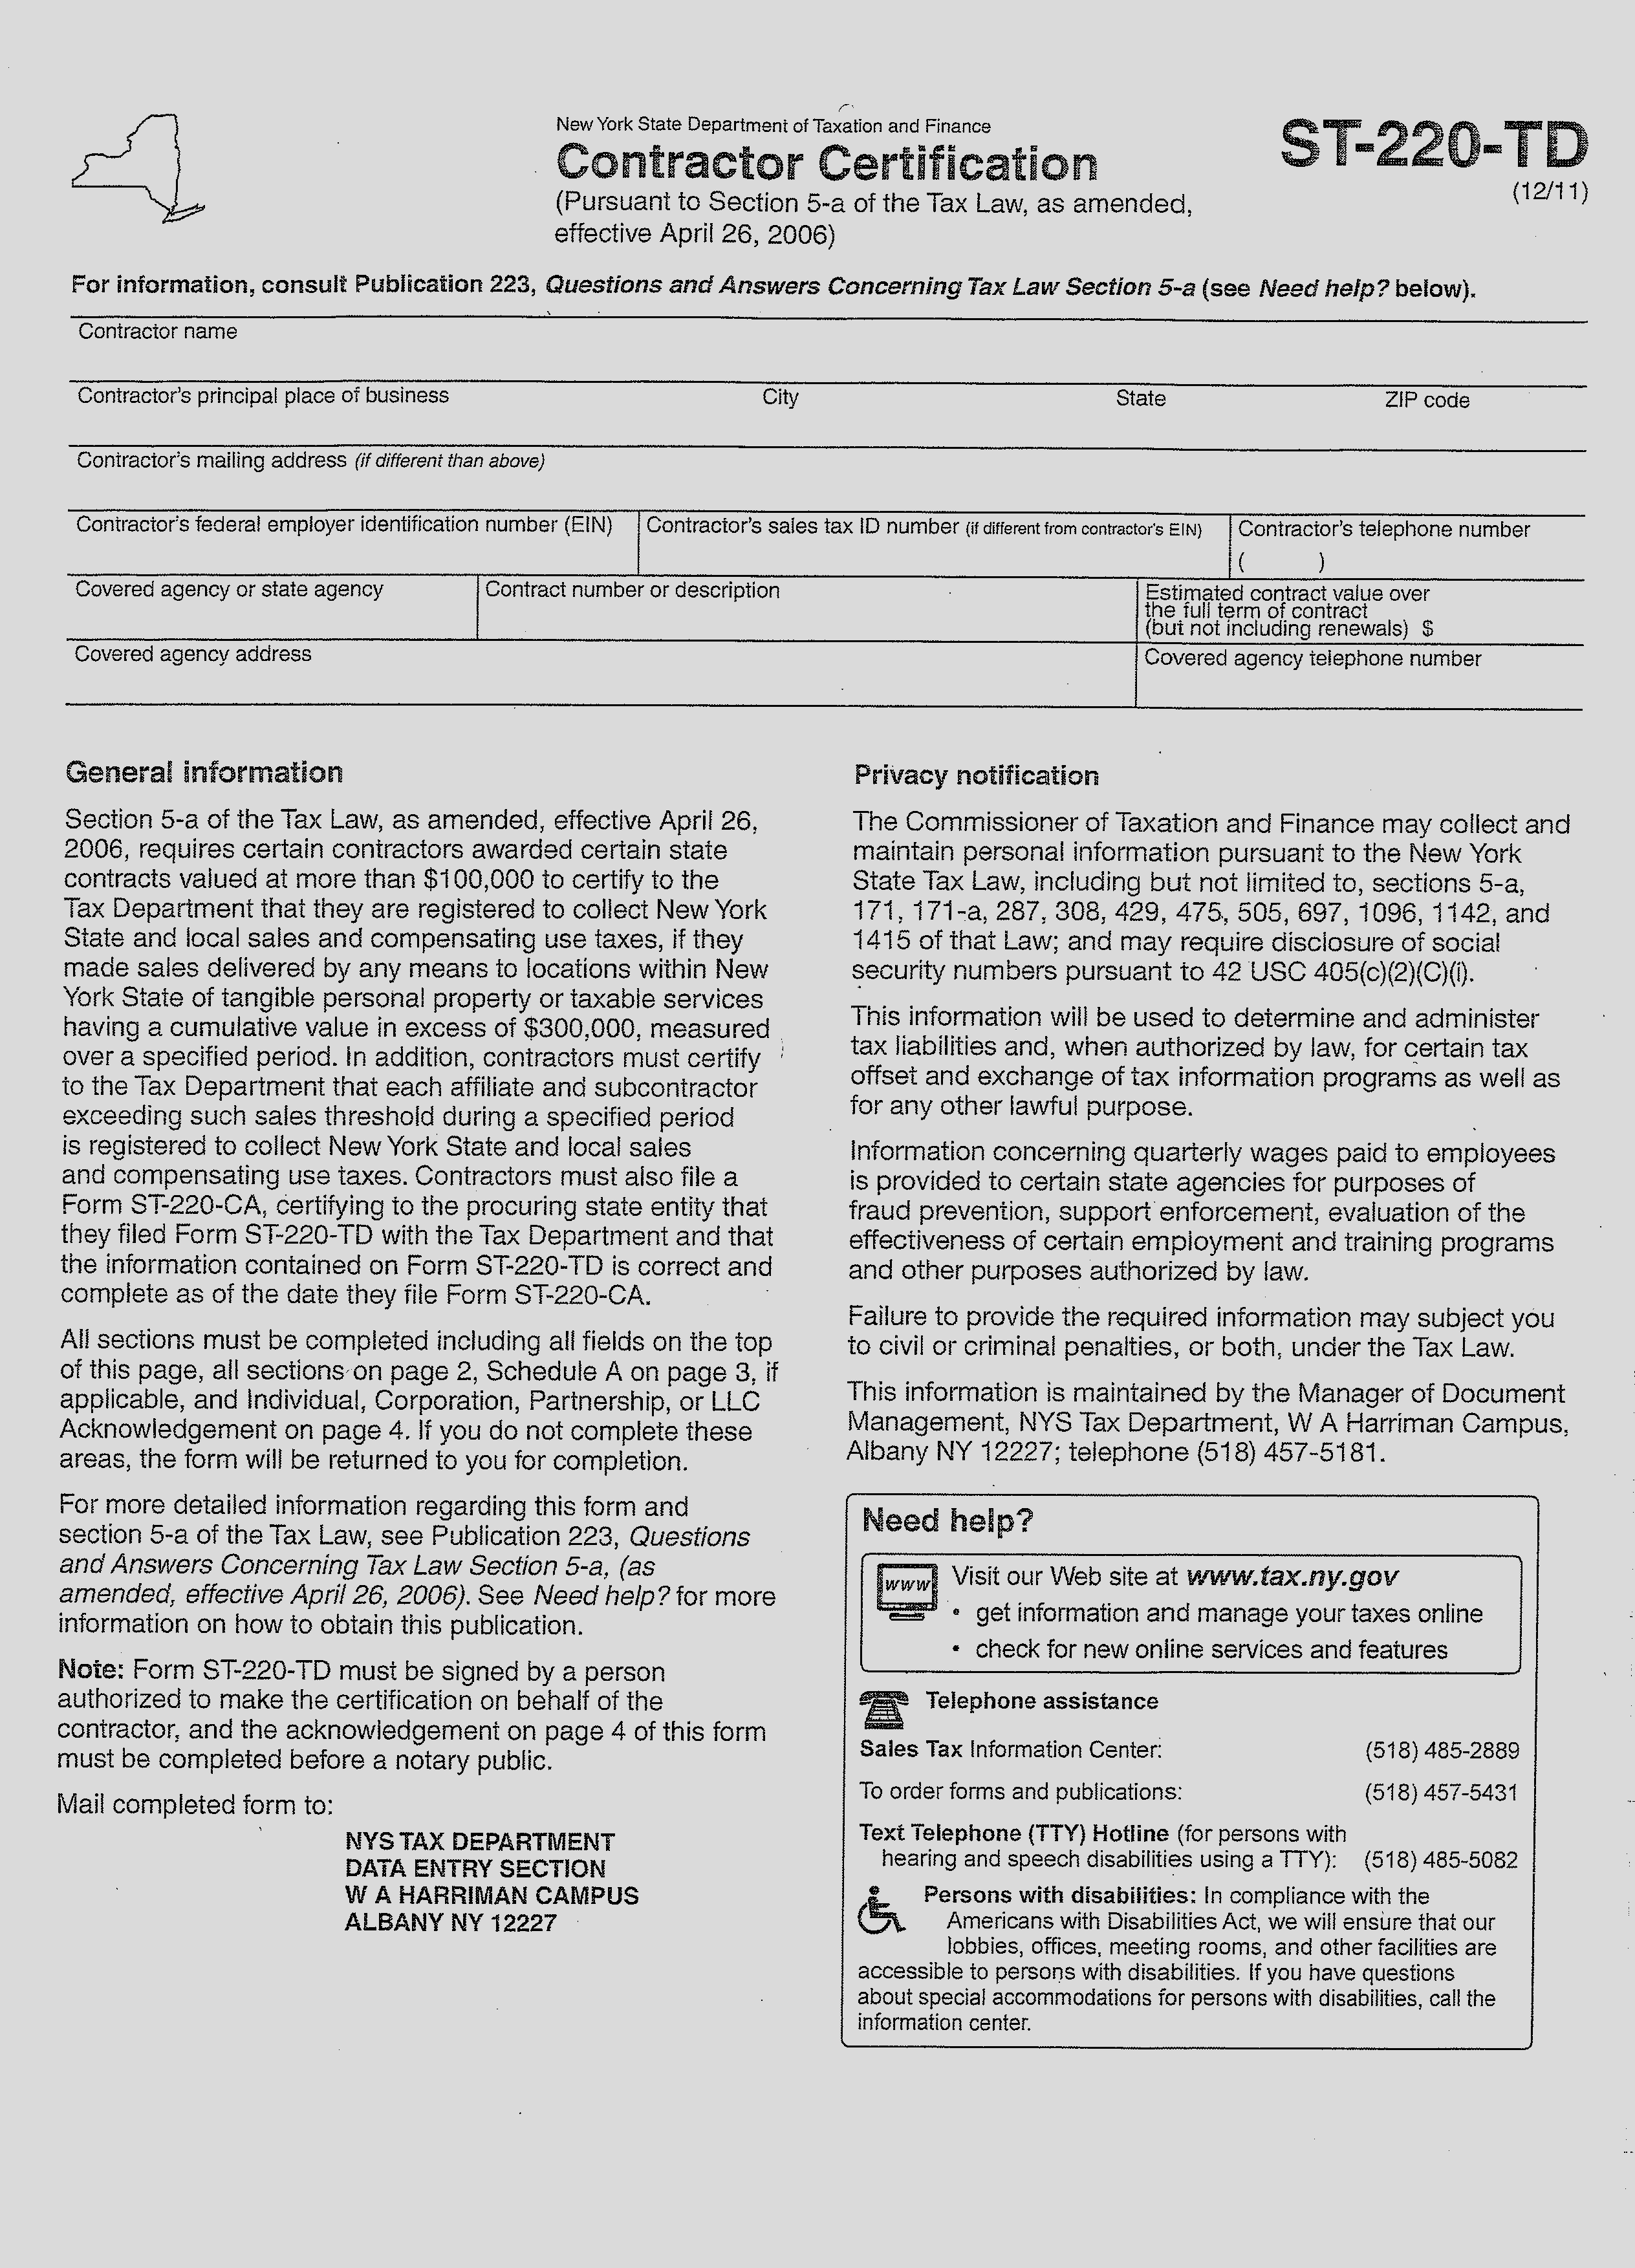 New York State Department of Taxation and Finance
Contractor Certification
(Pursuant to Section 5-a of the Tax Law, as amended,
effective April 26, 2006)
ST-220-TD
(12/11)
For information, consult Publication 223, Questions and Answers Concerning Tax Law Section 5-a (see Need help? below).
Contractor name
Contractor's principal place of business City State ZIP code
Contractor's mailing address (if different than above)
Contractor's federal employer identification number (EIN) Contractor's sales tax ID number (if different from contractor's EIN) Contractor's telephone number
( )
Covered agency or state agency Contract number or description Estimated contract value over
the full term of contract
(but not including renewals) $
Covered agency address Covered agency telephone number
General information
Section 5-a of the Tax Law, as amended, effective April 26,
2006, requires certain contractors awarded certain state
contracts valued at more than $100,000 to certify to the
Tax Department that they are registered to collect New York
State and local sales and compensating use taxes, if they
made sales delivered by any means to locations within New
York State of tangible personal property or taxable services
having a cumulative value in excess of $300,000, measured
over a specified period. In addition, contractors must certify
to the Tax Department that each affiliate and subcontractor
exceeding such sales threshold during a specified period
is registered to collect New York State and local sales
and compensating use taxes. Contractors must also file a
Form ST-220-CA, certifying to the procuring state entity that
they filed Form ST-220-TD with the Tax Department and that
the information contained on Form ST-220-TD is correct and
complete as of the date they file Form ST-220-CA.
All sections must be completed including all fields on the top
of this page, all sections on page 2, Schedule A on page 3, if
applicable, and Individual, Corporation, Partnership, or LLC
Acknowledgement on page 4. If you do not complete these
areas, the form will be returned to you for completion.
For more detailed information regarding this form and
section 5-a of the Tax Law, see Publication 223, Questions
and Answers Concerning Tax Law Section 5-a, (as
amended, effective April 26, 2006). See Need help? for more
information on how to obtain this publication.
Note: Form ST-220-TD must be signed by a person
authorized to make the certification on behalf of the
contractor, and the acknowledgement on page 4 of this form
must be completed before a notary public.
Mail completed form to:
NYS TAX DEPARTMENT
DATA ENTRY SECTION
W A HARRIMAN CAMPUS
ALBANY NY 12227
Privacy notification
The Commissioner of Taxation and Finance may collect and
maintain personal information pursuant to the New York
State Tax Law, including but not limited to, sections 5-a,
171, 171-a, 287, 308, 429, 475, 505, 697, 1096, 1142, and
1415 of that Law; and may require disclosure of social
security numbers pursuant to 42 USC 405(c)(2)(C)(i).
This information will be used to determine and administer
tax liabilities and, when authorized by law, for certain tax
offset and exchange of tax information programs as well as
for any other lawful purpose.
Information concerning quarterly wages paid to employees
is provided to certain state agencies for purposes of
fraud prevention, support enforcement, evaluation of the
effectiveness of certain employment and training programs
and other purposes authorized by law.
Failure to provide the required information may subject you
to civil or criminal penalties, or both, under the Tax Law.
This information is maintained by the Manager of Document
Management, NYS Tax Department, W A Harriman Campus,
Albany NY 12227; telephone (518) 457-5181.
Need help?
www Visit our Web site at www.tax.ny.gov
• get information and manage your taxes online
• check for new online services and features
Telephone assistance
Sales Tax Information Center: (518) 485-2889
To order forms and publications: (518) 457-5431
Text Telephone (TTY) Hotline (for persons with
hearing and speech disabilities using a TTY): (518) 485-5082
Persons with disabilities: In compliance with the
Americans with Disabilities Act, we will ensure that our
lobbies, offices, meeting rooms, and other facilities are
accessible to persons with disabilities. If you have questions
about special accommodations for persons with disabilities, call the
information center.